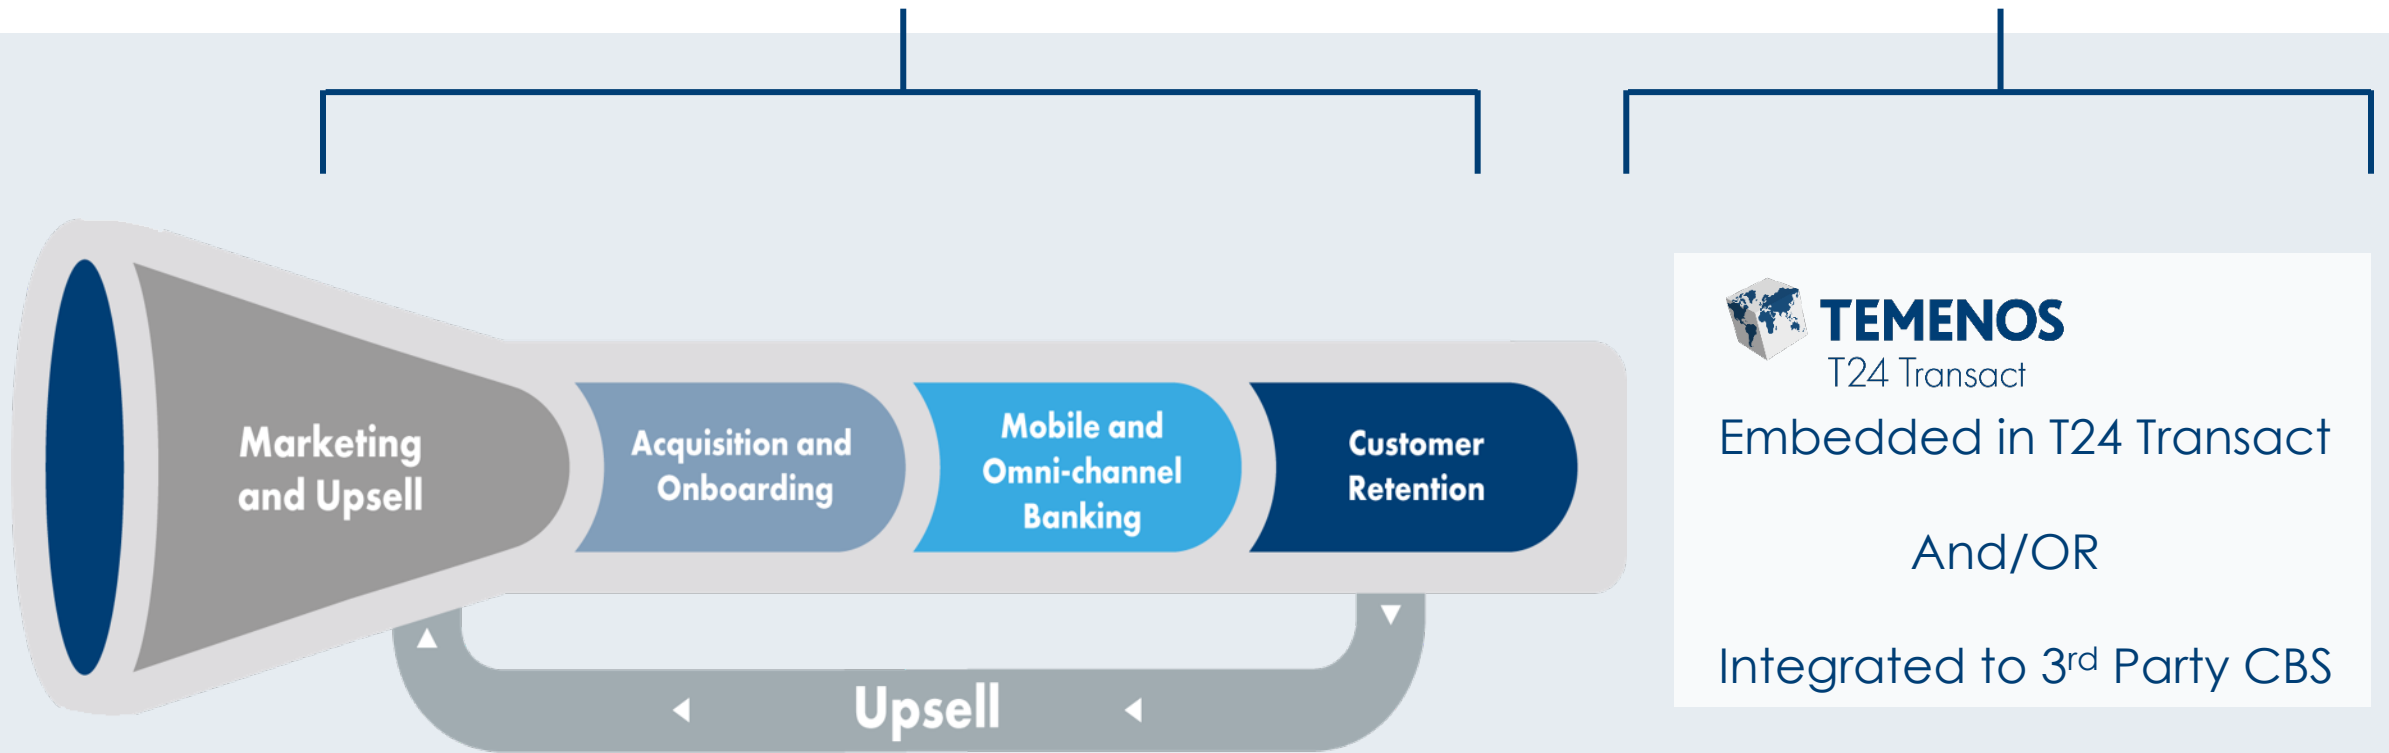 Marketing
and Upsell
Acquisition and
Onboarding
Mobile and
Omni-channel
Banking
Customer
Retention
Upsell
TEMENOS
T24 Transact
Embedded in T24 Transact
And/OR
Integrated to 3rd Party CBS